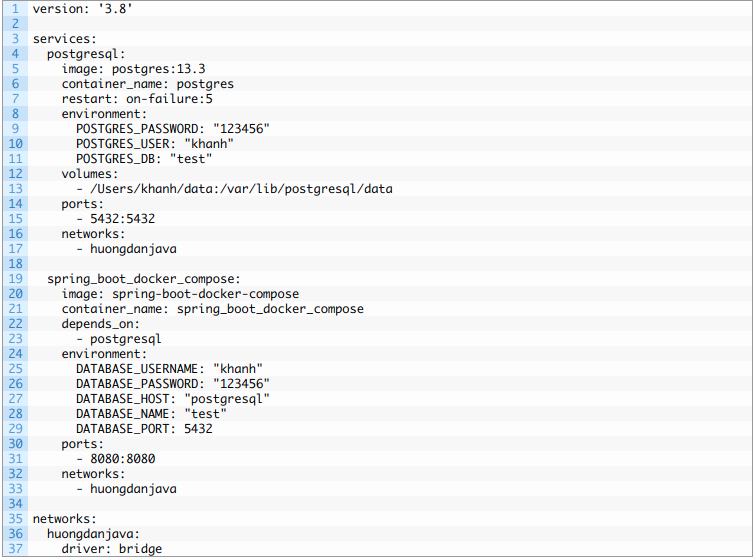 1 version: '3.8'
2
3 services:
4   postgresql:
5     image: postgres:13.3
6     container_name: postgres
7     restart: on-failure:5
8     environment:
9       POSTGRES_PASSWORD: "123456"
10       POSTGRES_USER: "khanh"
11       POSTGRES_DB: "test"
12     volumes:
13       - /Users/khanh/data:/var/lib/postgresql/data
14     ports:
15       - 5432:5432
16     networks:
17       - huongdanjava
18
19   spring_boot_docker_compose:
20     image: spring-boot-docker-compose
21     container_name: spring_boot_docker_compose
22     depends_on:
23       - postgresql
24     environment:
25       DATABASE_USERNAME: "khanh"
26       DATABASE_PASSWORD: "123456"
27       DATABASE_HOST: "postgresql"
28       DATABASE_NAME: "test"
29       DATABASE_PORT: 5432
30     ports:
31       - 8080:8080
32     networks:
33       - huongdanjava
34
35 networks:
36   huongdanjava:
37     driver: bridge